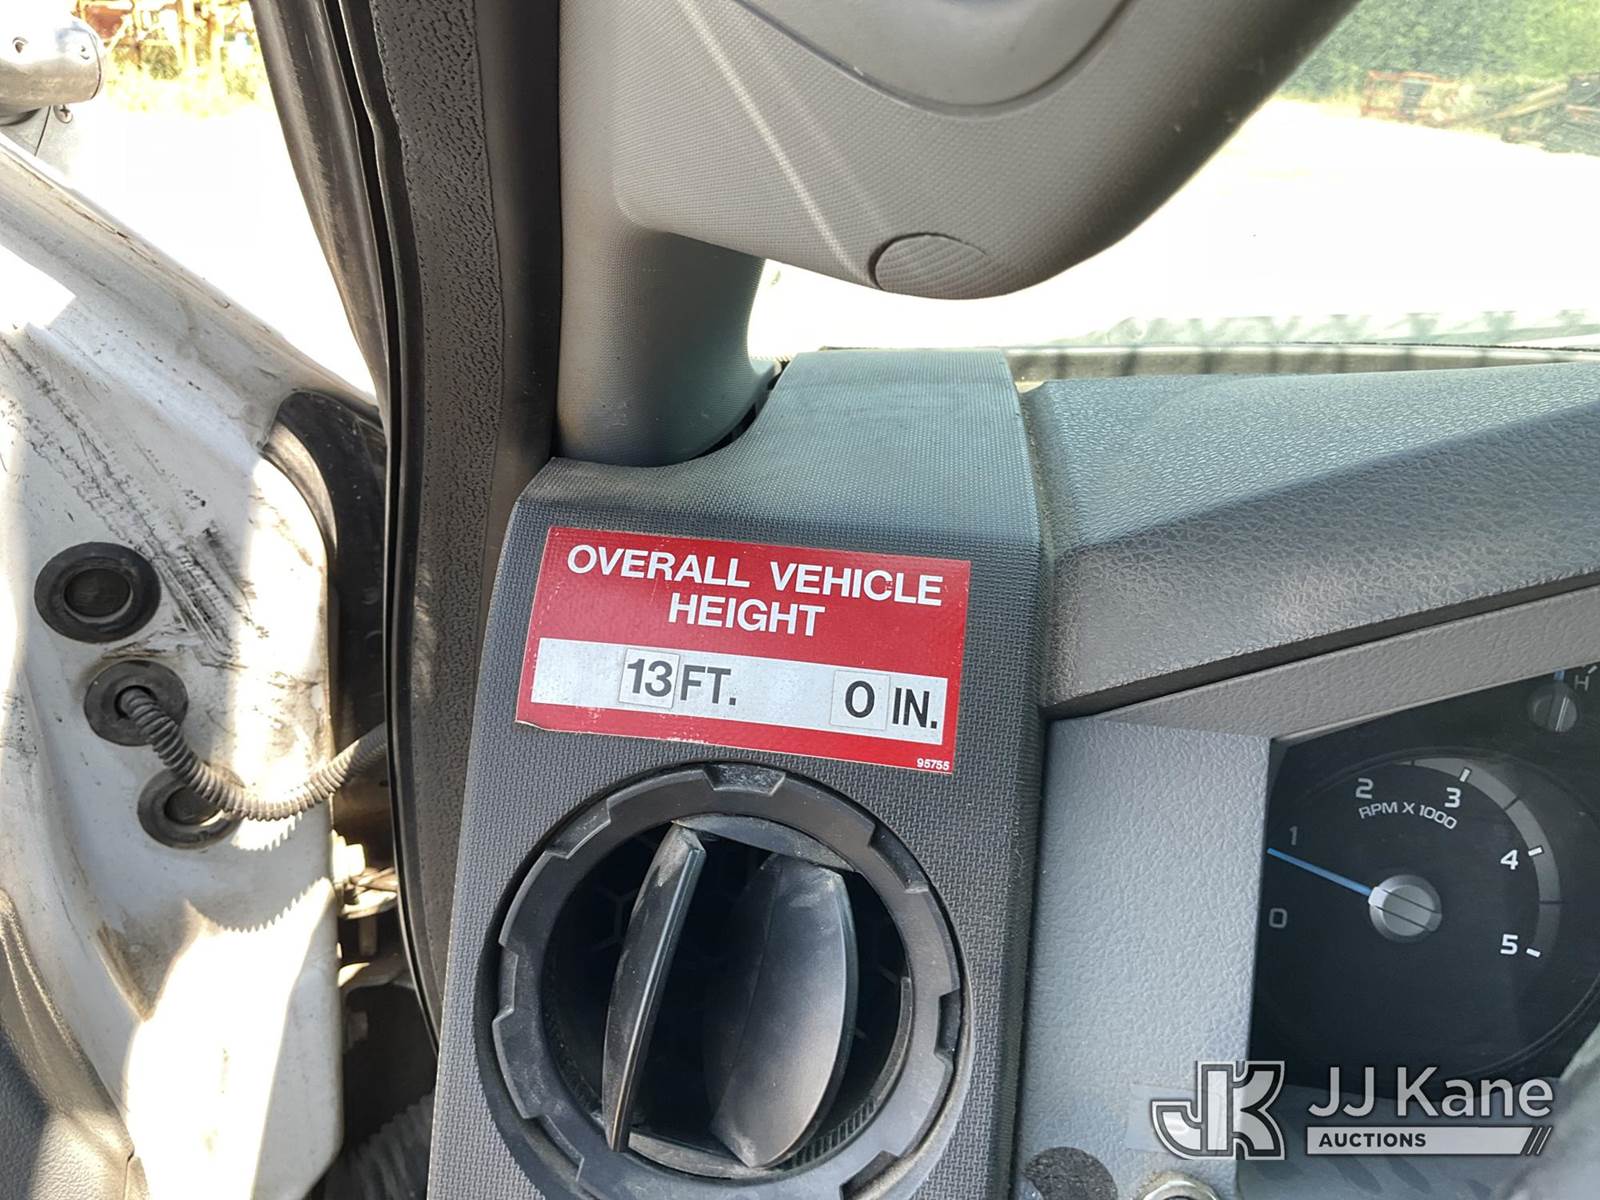 OVERALL VEHICLE
HEIGHT
13 FT. 0 IN.
95755
H
0 1 2 3 4 5
RPM X 1000
JK JJ Kane
AUCTIONS